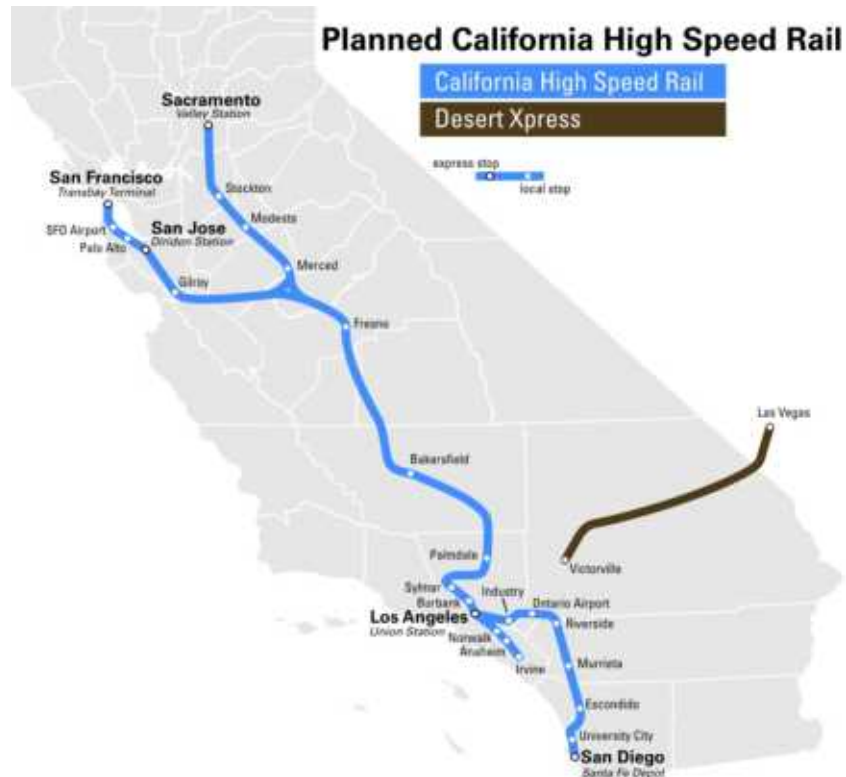 Planned California High Speed Rail
California High Speed Rail
Desert Xpress
express stop
local stop
Sacramento
Valley Station
San Francisco
Transbay Terminal
Stockton
SFO Airport
San Jose
Diridon Station
Modesto
Palo Alto
Merced
Gilroy
Fresno
Las Vegas
Bakersfield
Palmdale
Victorville
Sylmar
Industry
Burbank
Ontario Airport
Los Angeles
Union Station
Riverside
Norwalk
Anaheim
Irvine
Murrieta
Escondido
University City
San Diego
Santa Fe Depot